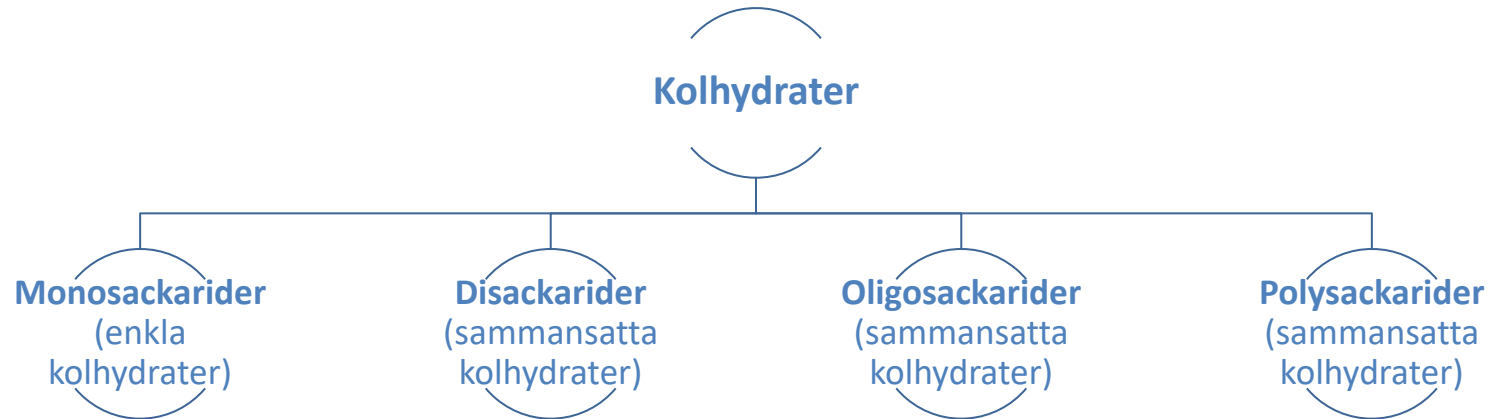 Kolhydrater
Monosackarider
(enkla
kolhydrater)
Disackarider
(sammansatta
kolhydrater)
Oligosackarider
(sammansatta
kolhydrater)
Polysackarider
(sammansatta
kolhydrater)